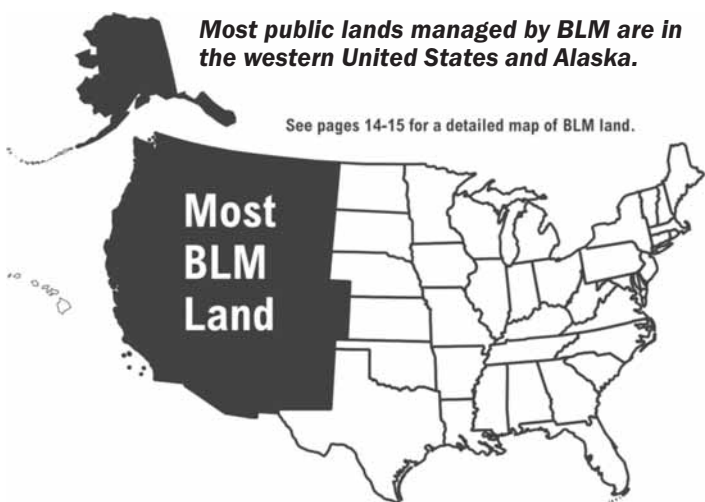 Most public lands managed by BLM are in
the western United States and Alaska.
See pages 14-15 for a detailed map of BLM land.
Most
BLM
Land